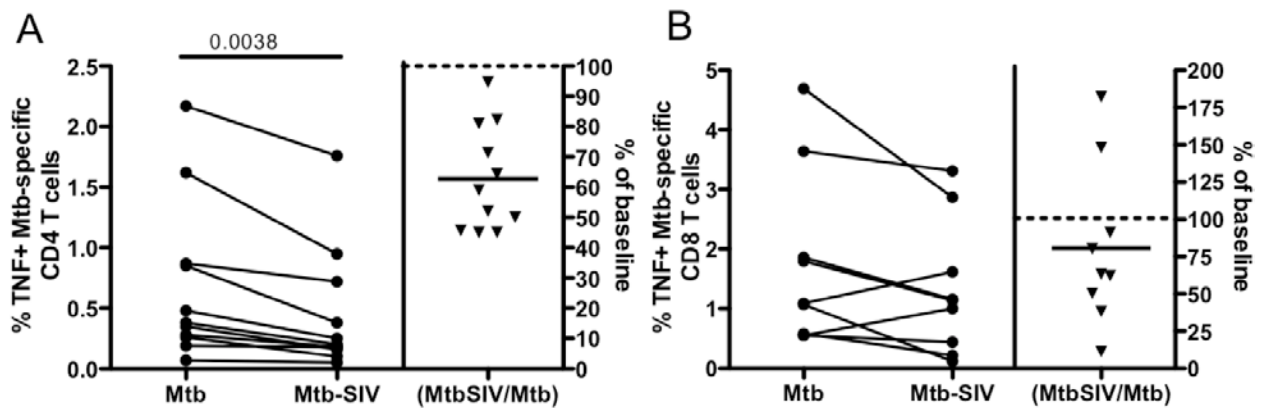 A
0.0038
% TNF+ Mtb-specific
CD4 T cells
2.5
2.0
1.5
1.0
0.5
0.0
Mtb
Mtb-SIV
(MtbSIV/Mtb)
100
90
80
70
60
50
40
30
20
10
0
% of baseline
B
% TNF+ Mtb-specific
CD8 T cells
5
4
3
2
1
0
Mtb
Mtb-SIV
(MtbSIV/Mtb)
200
175
150
125
100
75
50
25
0
% of baseline